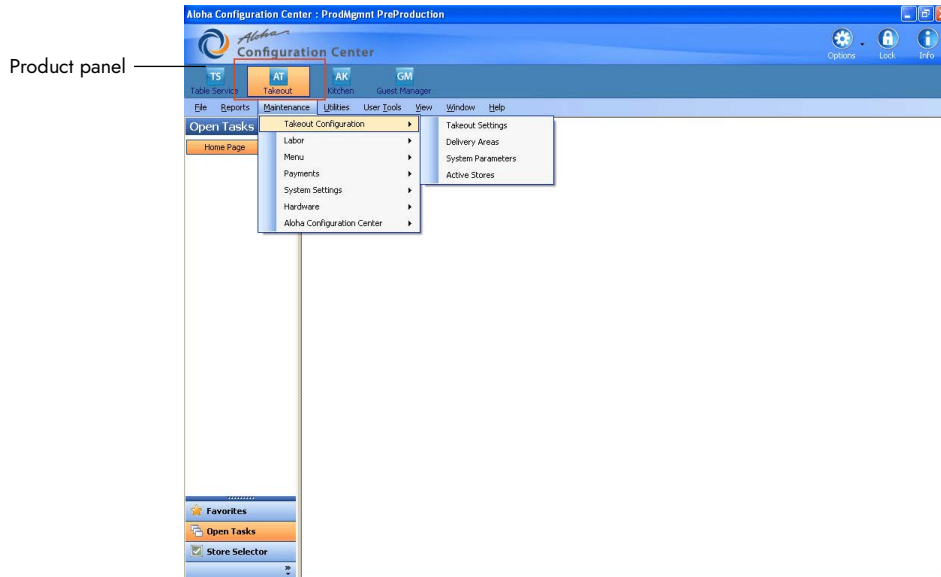 Aloha Configuration Center : ProdMgmnt PreProduction
Aloha
Configuration Center
Options Lock Info
Product panel
TS AT AK GM
Table Service Takeout Kitchen Guest Manager
File Reports Maintenance Utilities User Tools View Window Help
Open Tasks
Home Page
Takeout Configuration
Labor
Menu
Payments
System Settings
Hardware
Aloha Configuration Center
Takeout Settings
Delivery Areas
System Parameters
Active Stores
Favorites
Open Tasks
Store Selector